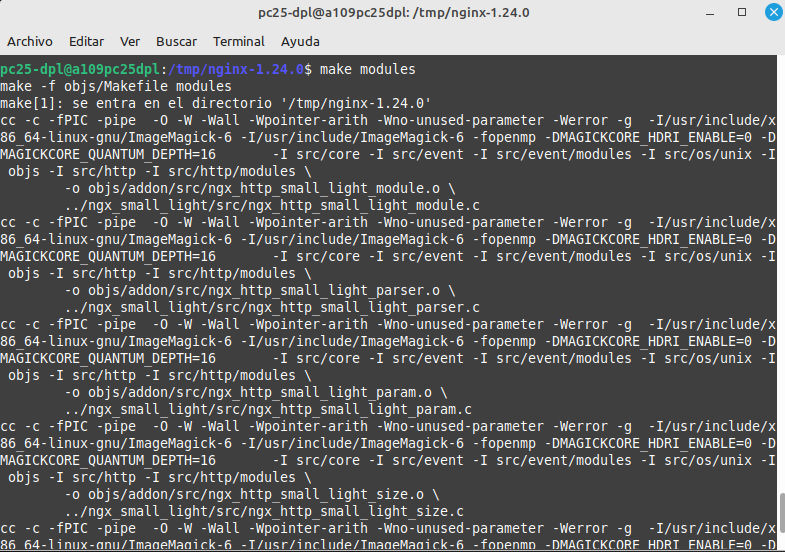 pc25-dpl@a109pc25dpl: /tmp/nginx-1.24.0
Archivo Editar Ver Buscar Terminal Ayuda
pc25-dpl@a109pc25dpl:/tmp/nginx-1.24.0$ make modules
make -f objs/Makefile modules
make[1]: se entra en el directorio '/tmp/nginx-1.24.0'
cc -c -fPIC -pipe  -O -W -Wall -Wpointer-arith -Wno-unused-parameter -Werror -g  -I/usr/include/x
86_64-linux-gnu/ImageMagick-6 -I/usr/include/ImageMagick-6 -fopenmp -DMAGICKCORE_HDRI_ENABLE=0 -D
MAGICKCORE_QUANTUM_DEPTH=16       -I src/core -I src/event -I src/event/modules -I src/os/unix -I
 objs -I src/http -I src/http/modules \
        -o objs/addon/src/ngx_http_small_light_module.o \
        ../ngx_small_light/src/ngx_http_small_light_module.c
cc -c -fPIC -pipe  -O -W -Wall -Wpointer-arith -Wno-unused-parameter -Werror -g  -I/usr/include/x
86_64-linux-gnu/ImageMagick-6 -I/usr/include/ImageMagick-6 -fopenmp -DMAGICKCORE_HDRI_ENABLE=0 -D
MAGICKCORE_QUANTUM_DEPTH=16       -I src/core -I src/event -I src/event/modules -I src/os/unix -I
 objs -I src/http -I src/http/modules \
        -o objs/addon/src/ngx_http_small_light_parser.o \
        ../ngx_small_light/src/ngx_http_small_light_parser.c
cc -c -fPIC -pipe  -O -W -Wall -Wpointer-arith -Wno-unused-parameter -Werror -g  -I/usr/include/x
86_64-linux-gnu/ImageMagick-6 -I/usr/include/ImageMagick-6 -fopenmp -DMAGICKCORE_HDRI_ENABLE=0 -D
MAGICKCORE_QUANTUM_DEPTH=16       -I src/core -I src/event -I src/event/modules -I src/os/unix -I
 objs -I src/http -I src/http/modules \
        -o objs/addon/src/ngx_http_small_light_param.o \
        ../ngx_small_light/src/ngx_http_small_light_param.c
cc -c -fPIC -pipe  -O -W -Wall -Wpointer-arith -Wno-unused-parameter -Werror -g  -I/usr/include/x
86_64-linux-gnu/ImageMagick-6 -I/usr/include/ImageMagick-6 -fopenmp -DMAGICKCORE_HDRI_ENABLE=0 -D
MAGICKCORE_QUANTUM_DEPTH=16       -I src/core -I src/event -I src/event/modules -I src/os/unix -I
 objs -I src/http -I src/http/modules \
        -o objs/addon/src/ngx_http_small_light_size.o \
        ../ngx_small_light/src/ngx_http_small_light_size.c
cc -c -fPIC -pipe  -O -W -Wall -Wpointer-arith -Wno-unused-parameter -Werror -g  -I/usr/include/x
86_64-linux-gnu/ImageMagick-6 -I/usr/include/ImageMagick-6 -fopenmp -DMAGICKCORE_HDRI_ENABLE=0 -D